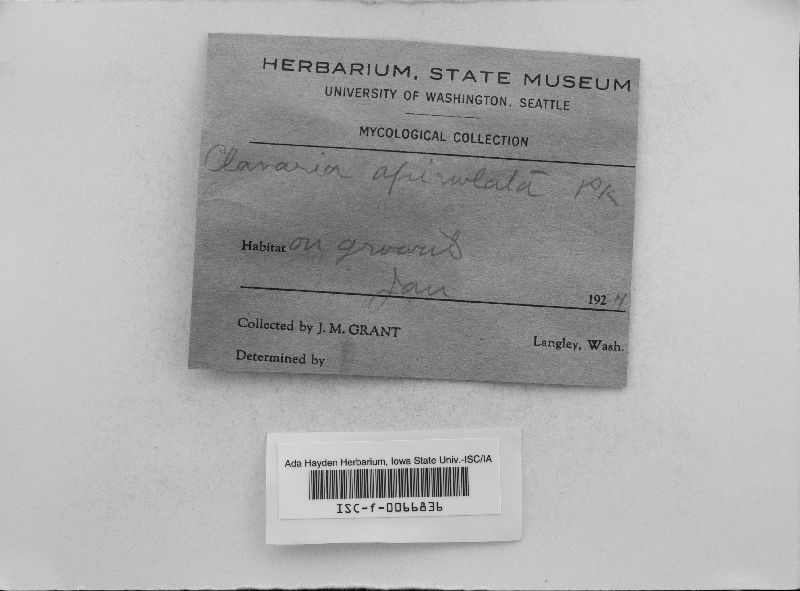 HERBARIUM, STATE MUSEUM
UNIVERSITY OF WASHINGTON, SEATTLE
MYCOLOGICAL COLLECTION
Clavaria apiculata PK
Habitat on ground
Jan 1924
Collected by J. M. GRANT Langley, Wash.
Determined by
Ada Hayden Herbarium, Iowa State Univ.-ISC/IA
ISC-f-0066836